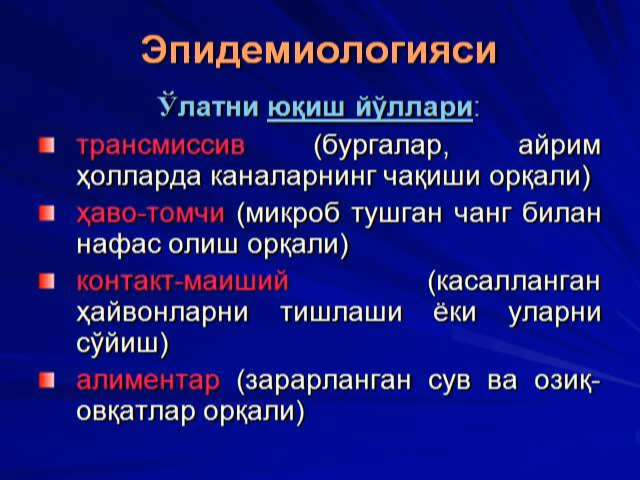 Эпидемиологияси
Ўлатни юқиш йўллари:
трансмиссив (бургалар, айрим
ҳолларда каналарнинг чақиши орқали)
ҳаво-томчи (микроб тушган чанг билан
нафас олиш орқали)
контакт-маиший (касалланган
ҳайвонларни тишлаши ёки уларни
сўйиш)
алиментар (зарарланган сув ва озиқ-
овқатлар орқали)